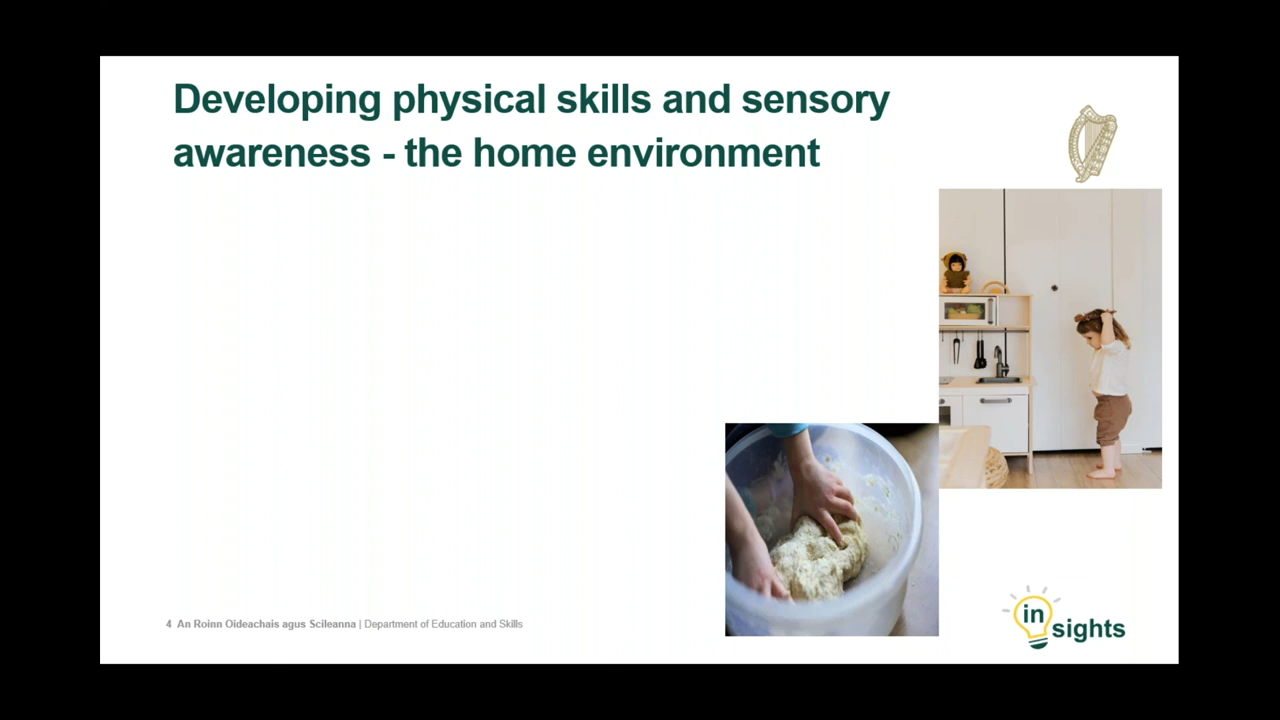 Developing physical skills and sensory
awareness - the home environment
4 An Roinn Oideachais agus Scileanna | Department of Education and Skills
in
sights